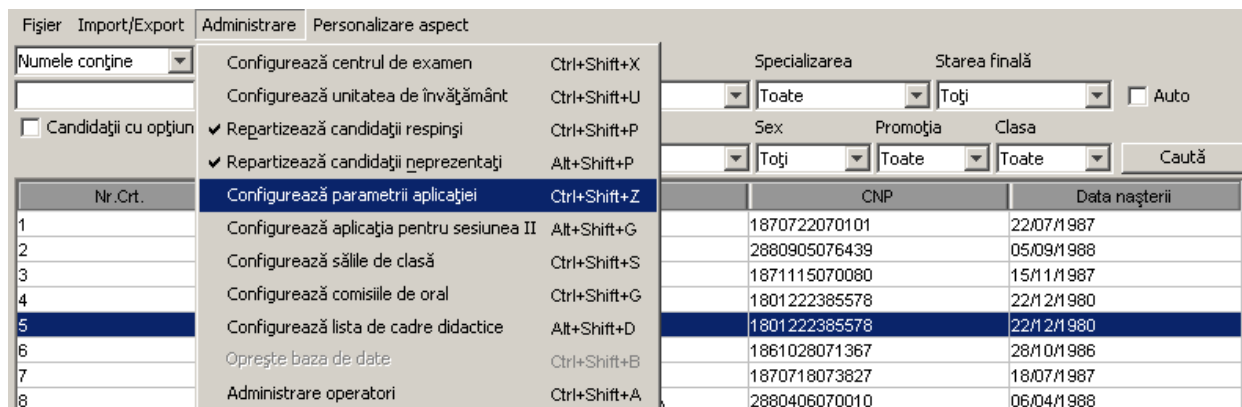 Fişier Import/Export Administrare Personalizare aspect
Numele conţine
Specializarea Starea finală
Toate Toţi Auto
Candidaţii cu opţiun
Sex Promoţia Clasa
Toţi Toate Toate Caută
Configurează centrul de examen Ctrl+Shift+X
Configurează unitatea de învăţământ Ctrl+Shift+U
Repartizează candidaţii respinşi Ctrl+Shift+P
Repartizează candidaţii neprezentaţi Alt+Shift+P
Configurează parametrii aplicaţiei Ctrl+Shift+Z
Configurează aplicaţia pentru sesiunea II Alt+Shift+G
Configurează sălile de clasă Ctrl+Shift+S
Configurează comisiile de oral Ctrl+Shift+G
Configurează lista de cadre didactice Alt+Shift+D
Opreşte baza de date Ctrl+Shift+B
Administrare operatori Ctrl+Shift+A
Nr.Crt. CNP Data naşterii
1 1870722070101 22/07/1987
2 2880905076439 05/09/1988
3 1871115070080 15/11/1987
4 1801222385578 22/12/1980
5 1801222385578 22/12/1980
6 1861028071367 28/10/1986
7 1870718073827 18/07/1987
8 2880406070010 06/04/1988